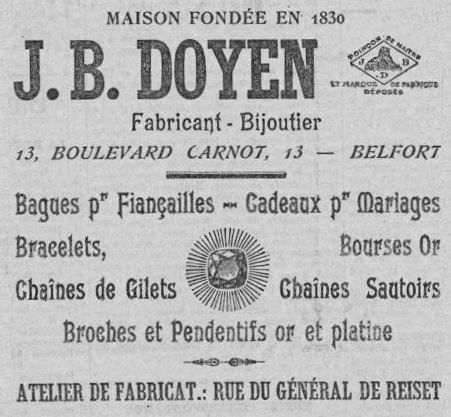 MAISON FONDÉE EN 1830
J. B. DOYEN
POINÇON DE MAITRE
J B
D
ET MARQUE DE FABRIQUE
DÉPOSÉS
Fabricant - Bijoutier
13, BOULEVARD CARNOT, 13 — BELFORT
Bagues pr Fiançailles -- Cadeaux pr Mariages
Bracelets, Bourses Or
Chaînes de Gilets Chaînes Sautoirs
Broches et Pendentifs or et platine
ATELIER DE FABRICAT.: RUE DU GÉNÉRAL DE REISET